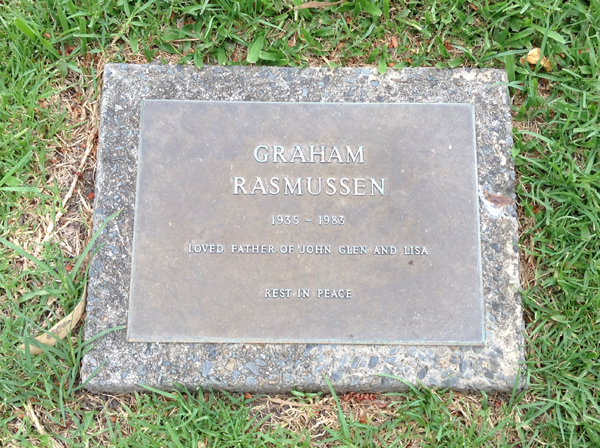 GRAHAM
RASMUSSEN
1935 - 1983
LOVED FATHER OF JOHN GLEN AND LISA
REST IN PEACE